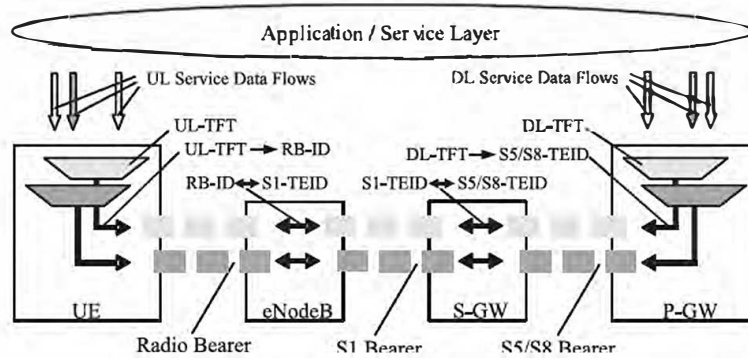 Application / Service Layer
UL Service Data Flows
DL Service Data Flows
UL-TFT
DL-TFT
UL-TFT → RB-ID
DL-TFT → S5/S8-TEID
RB-ID ↔ S1-TEID
S1-TEID ↔ S5/S8-TEID
UE
eNodeB
S-GW
P-GW
Radio Bearer
S1 Bearer
S5/S8 Bearer